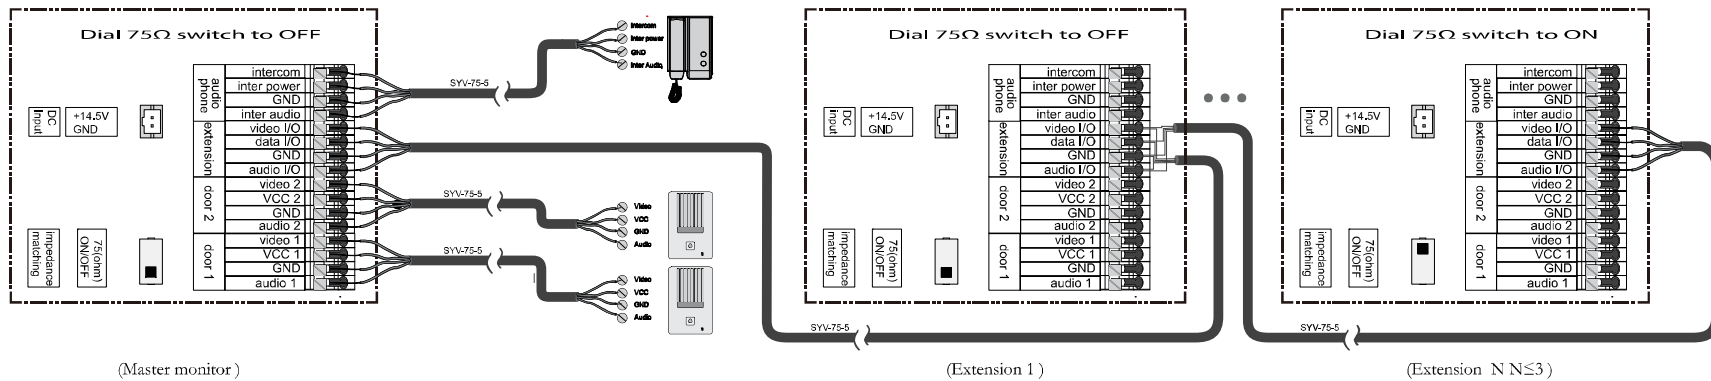 Dial 75Ω switch to OFF
audio phone
intercom
inter power
GND
inter audio
extension
video I/O
data I/O
GND
audio I/O
door 2
video 2
VCC 2
GND
audio 2
door 1
video 1
VCC 1
GND
audio 1
DC Input
+14.5V
GND
impedance matching
75(ohm)
ON/OFF
SYV-75-5
Intercom
Inter power
GND
Inter Audio
SYV-75-5
Video
VCC
GND
Audio
SYV-75-5
Video
VCC
GND
Audio
(Master monitor )
Dial 75Ω switch to OFF
audio phone
intercom
inter power
GND
inter audio
extension
video I/O
data I/O
GND
audio I/O
door 2
video 2
VCC 2
GND
audio 2
door 1
video 1
VCC 1
GND
audio 1
DC Input
+14.5V
GND
impedance matching
75(ohm)
ON/OFF
SYV-75-5
(Extension 1 )
Dial 75Ω switch to ON
audio phone
intercom
inter power
GND
inter audio
extension
video I/O
data I/O
GND
audio I/O
door 2
video 2
VCC 2
GND
audio 2
door 1
video 1
VCC 1
GND
audio 1
DC Input
+14.5V
GND
impedance matching
75(ohm)
ON/OFF
SYV-75-5
(Extension N N≤3 )